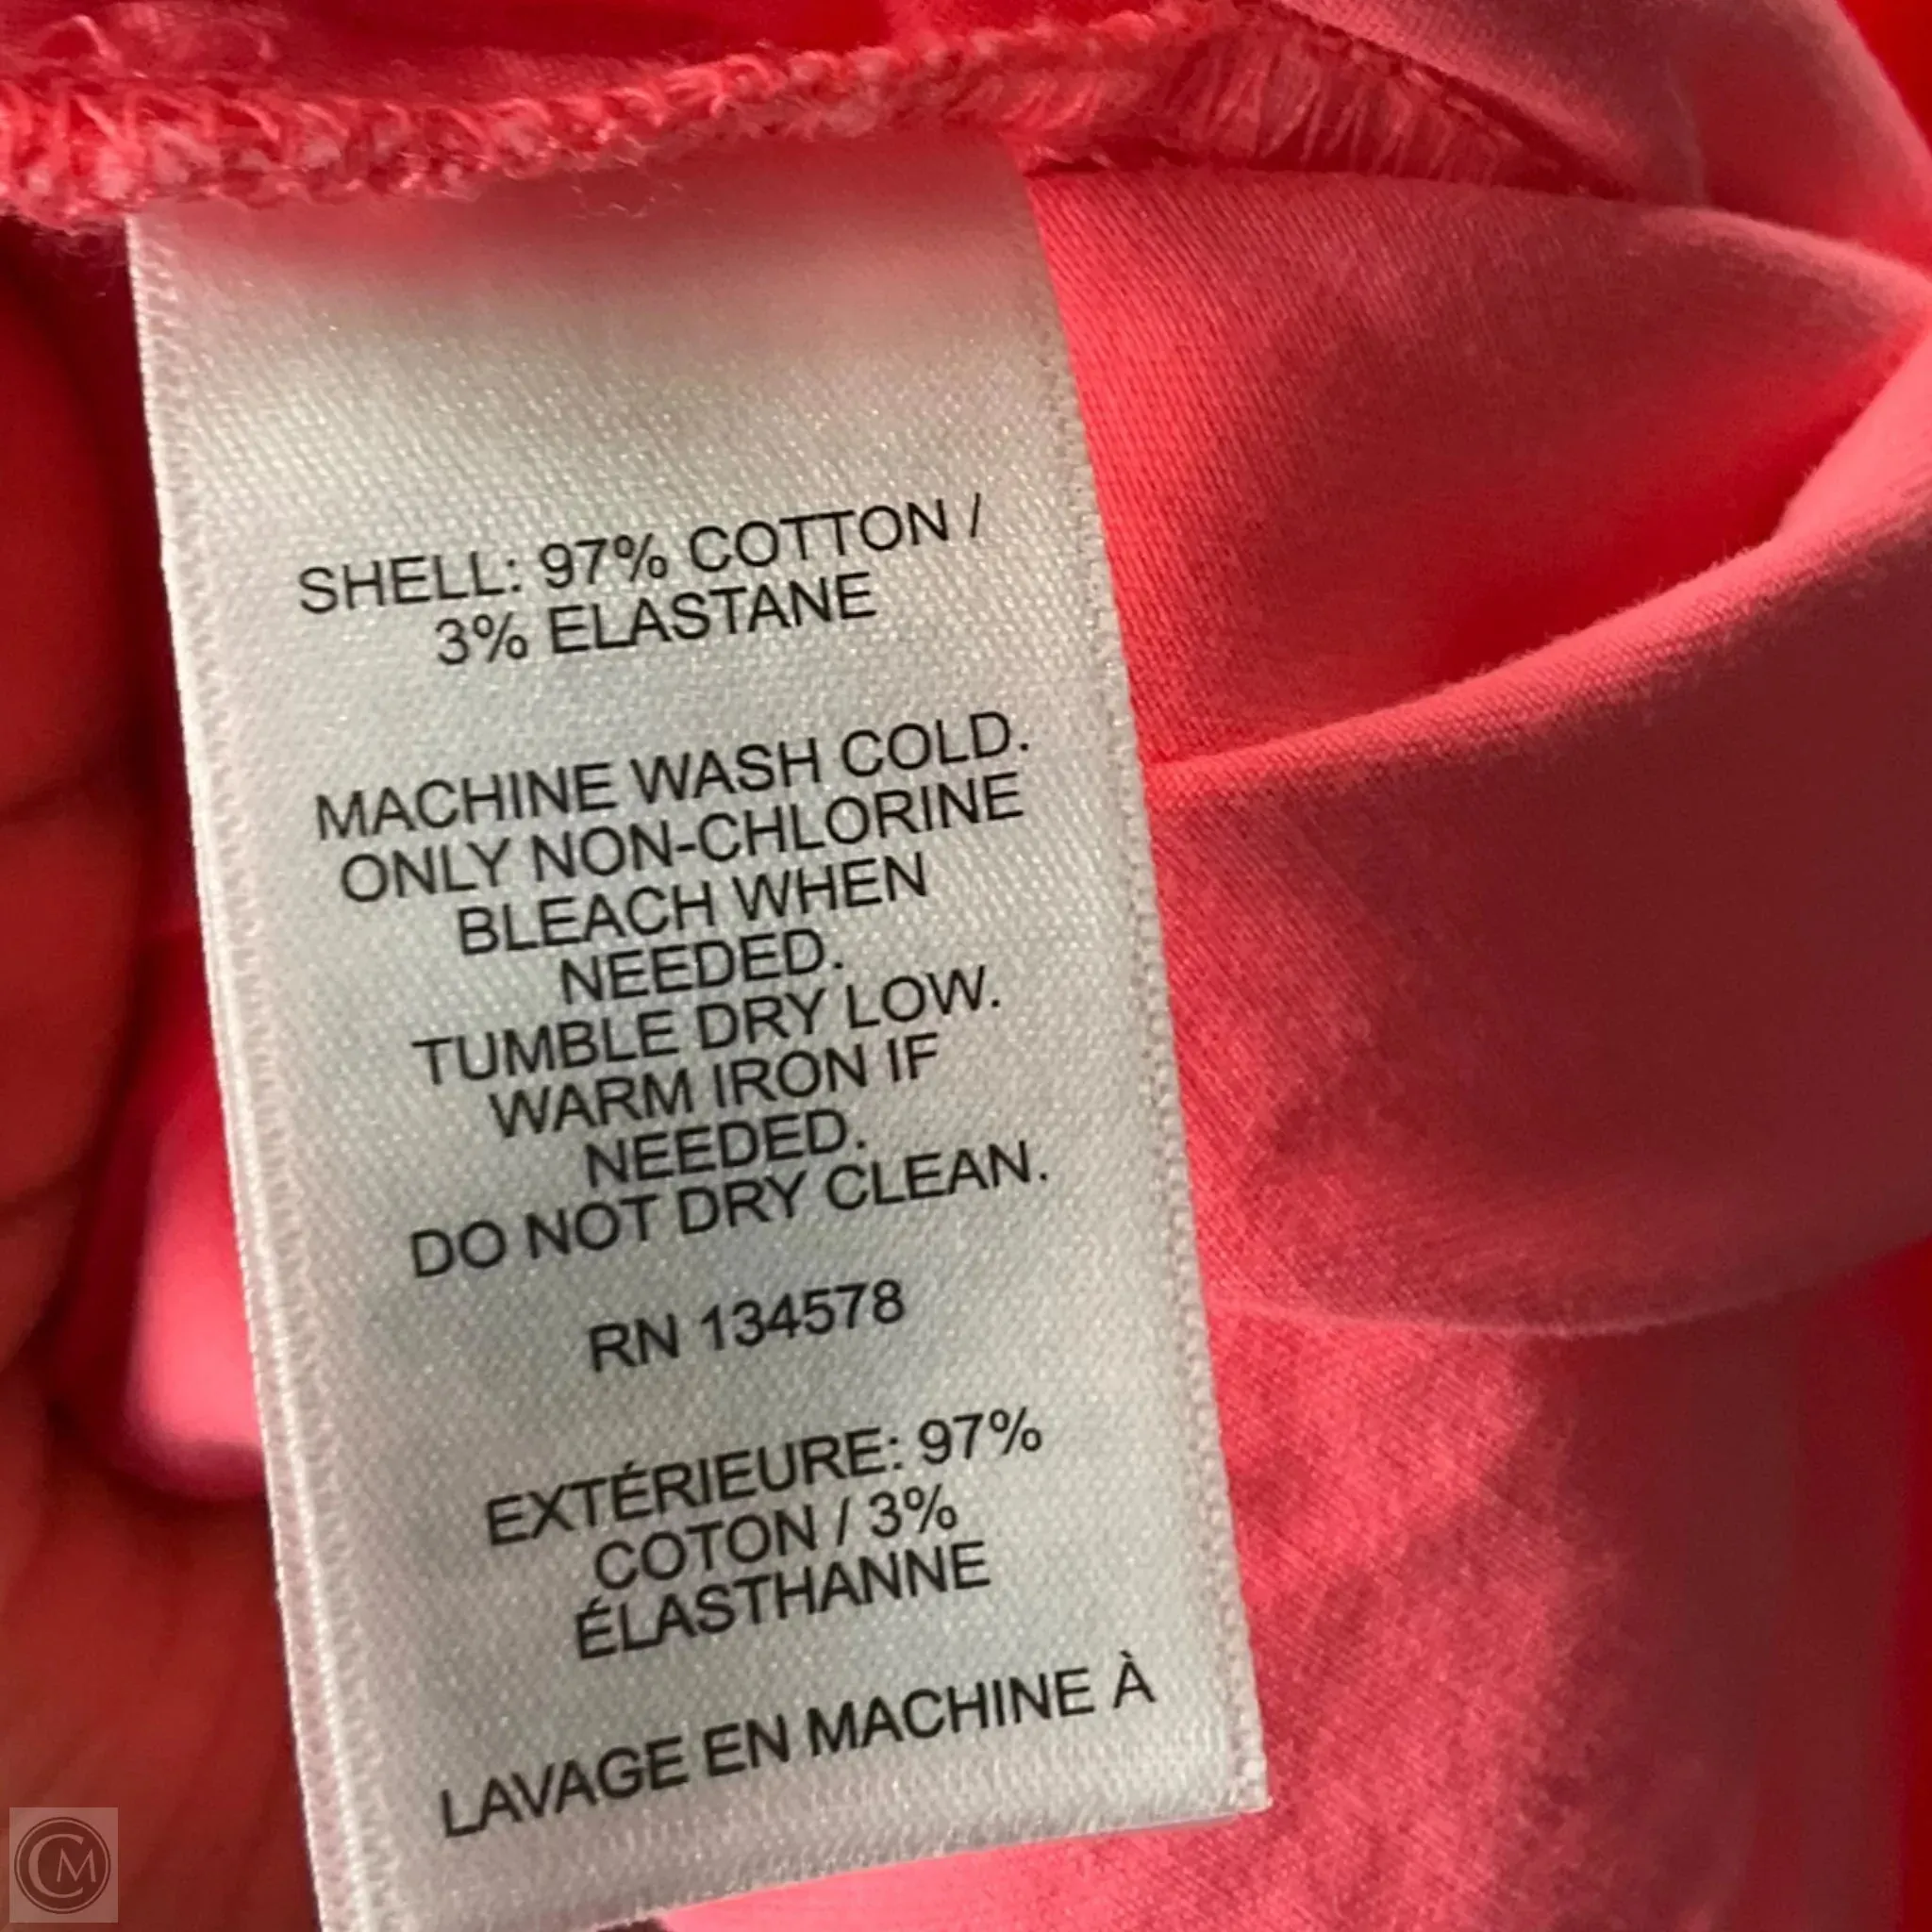 SHELL: 97% COTTON /
3% ELASTANE
MACHINE WASH COLD.
ONLY NON-CHLORINE
BLEACH WHEN
NEEDED.
TUMBLE DRY LOW.
WARM IRON IF
NEEDED.
DO NOT DRY CLEAN.
RN 134578
EXTÉRIEURE: 97%
COTON / 3%
ÉLASTHANNE
LAVAGE EN MACHINE À
CM